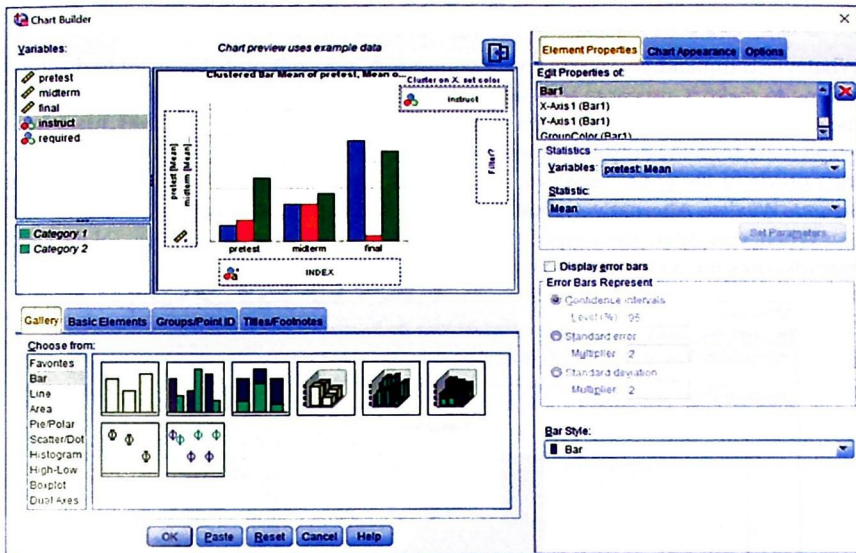 Chart Builder
Variables:
pretest
midterm
final
instruct
required
Category 1
Category 2
Chart preview uses example data
Clustered Bar Mean of pretest, Mean o...
Cluster on X: set color
instruct
pretest [Mean]
midterm [Mean]...
Filter?
pretest
midterm
final
INDEX
Gallery
Basic Elements
Groups/Point ID
Titles/Footnotes
Choose from:
Favorites
Bar
Line
Area
Pie/Polar
Scatter/Dot
Histogram
High-Low
Boxplot
Dual Axes
OK
Paste
Reset
Cancel
Help
Element Properties
Chart Appearance
Options
Edit Properties of:
Bar1
X-Axis1 (Bar1)
Y-Axis1 (Bar1)
GroupColor (Bar1)
Statistics
Variables: pretest: Mean
Statistic:
Mean
Set Parameters...
Display error bars
Error Bars Represent
Confidence intervals
Level (%): 95
Standard error
Multiplier: 2
Standard deviation
Multiplier: 2
Bar Style:
Bar